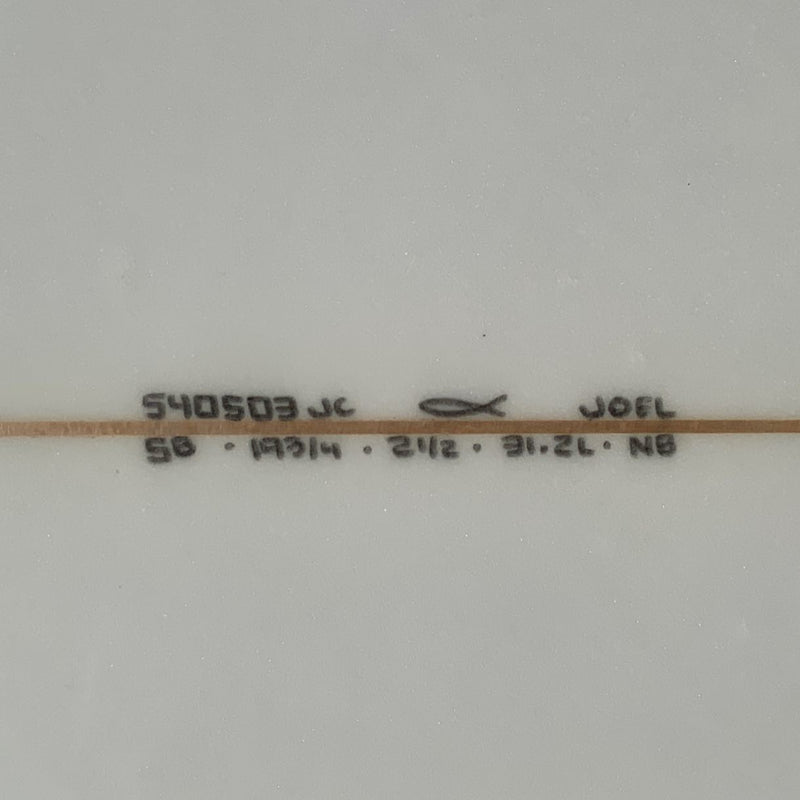 540503 JC JOEL
58 · 19 3/4 · 2 1/2 · 31.2L · NB